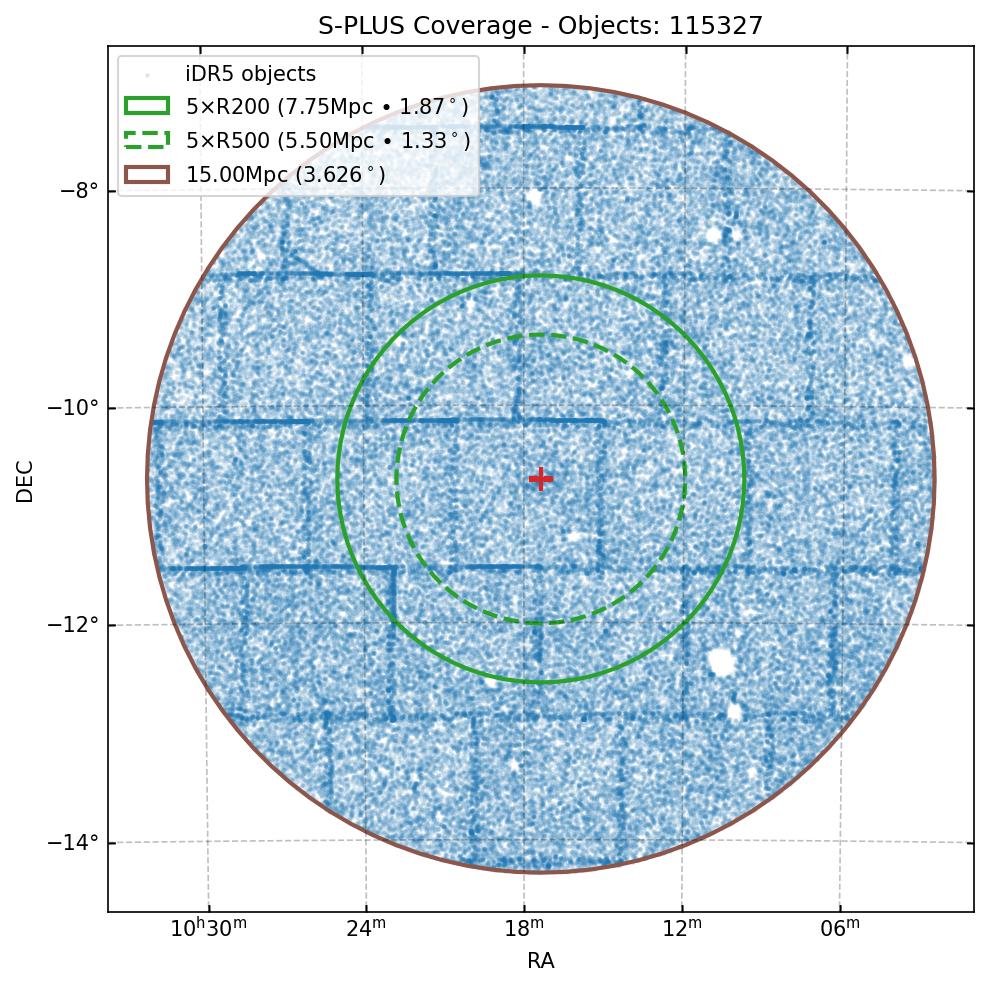 S-PLUS Coverage - Objects: 115327
iDR5 objects
5×R200 (7.75Mpc • 1.87°)
5×R500 (5.50Mpc • 1.33°)
15.00Mpc (3.626°)
−8°
−10°
−12°
−14°
DEC
10ʰ30ᵐ 24ᵐ 18ᵐ 12ᵐ 06ᵐ
RA